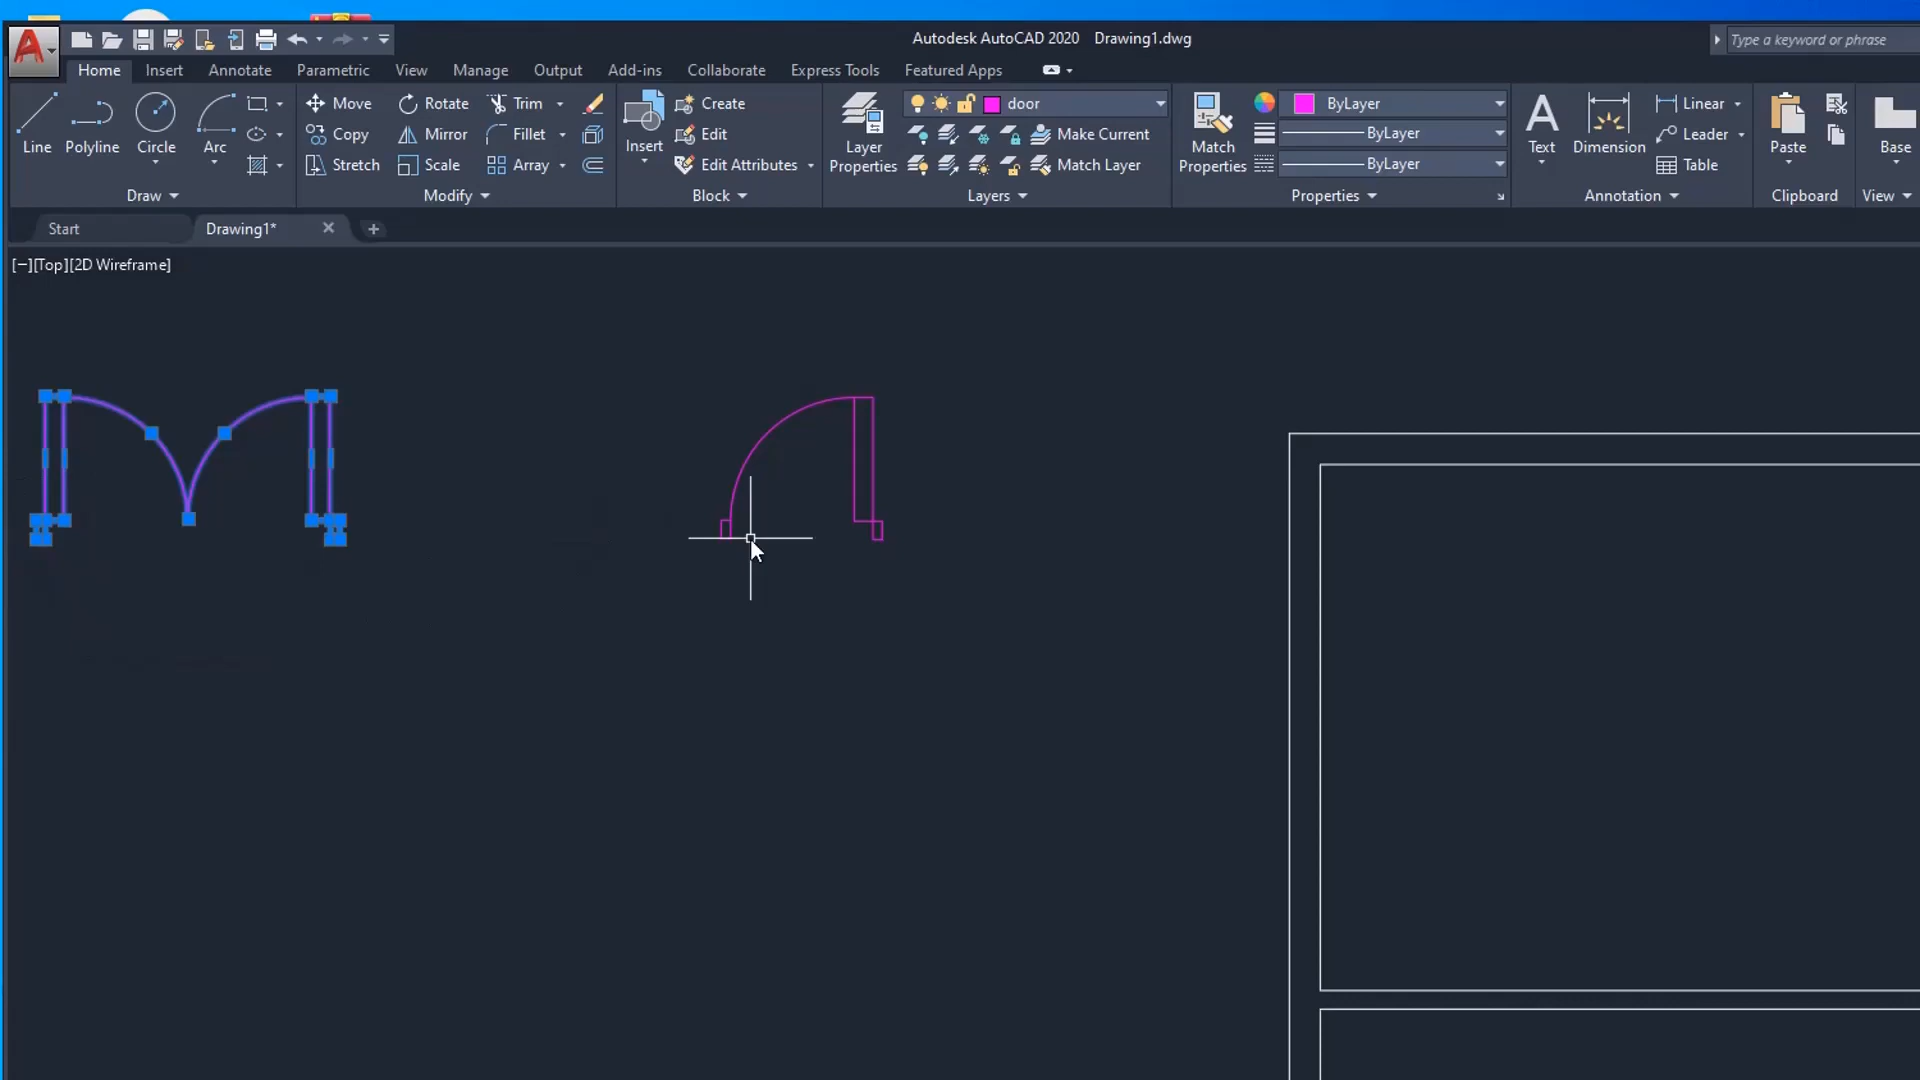 Autodesk AutoCAD 2020 Drawing1.dwg
Type a keyword or phrase
Home Insert Annotate Parametric View Manage Output Add-ins Collaborate Express Tools Featured Apps
Line Polyline Circle Arc
Move Rotate Trim
Copy Mirror Fillet
Stretch Scale Array
Insert
Create
Edit
Edit Attributes
Layer Properties
door
Make Current
Match Layer
Match Properties
ByLayer
ByLayer
ByLayer
Text
Dimension
Linear
Leader
Table
Paste
Base
Draw Modify Block Layers Properties Annotation Clipboard View
Start Drawing1*
[−][Top][2D Wireframe]